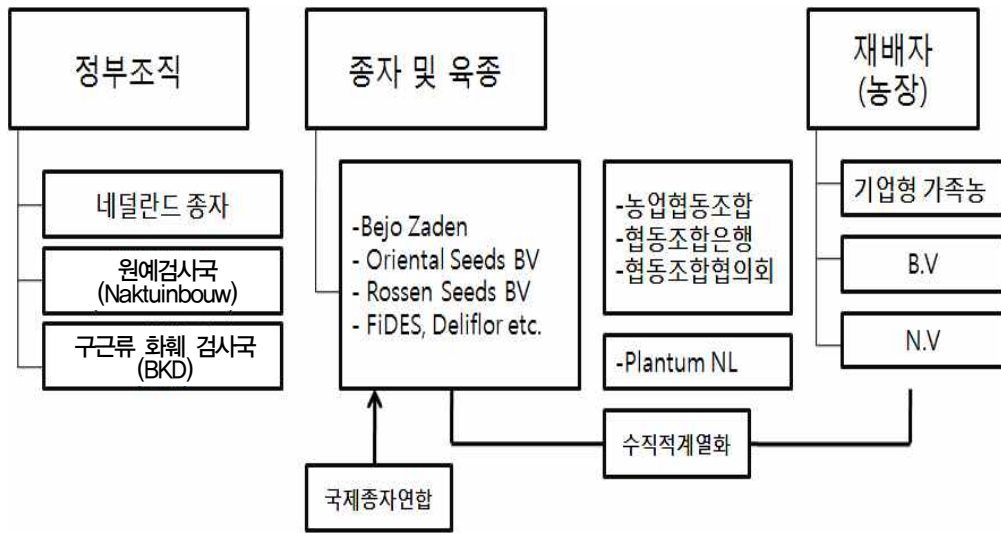 정부조직
네덜란드 종자
원예검사국
(Naktuinbouw)
구근류 화훼 검사국
(BKD)
종자 및 육종
-Bejo Zaden
- Oriental Seeds BV
- Rossen Seeds BV
- FiDES, Deliflor etc.
국제종자연합
-농업협동조합
-협동조합은행
-협동조합협의회
-Plantum NL
수직적계열화
재배자
(농장)
기업형 가족농
B.V
N.V